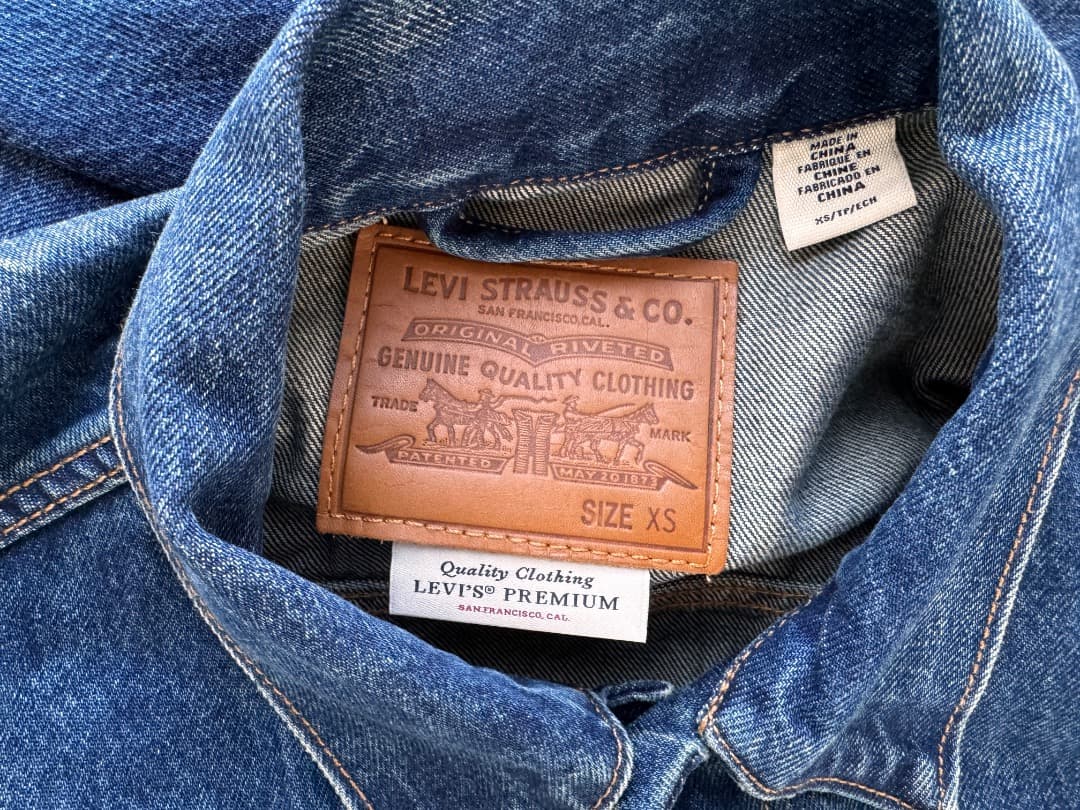 MADE IN
CHINA
FABRIQUÉ EN
CHINE
FABRICADO EN
CHINA
XS/TP/ECH
LEVI STRAUSS & CO.
SAN FRANCISCO, CAL.
ORIGINAL RIVETED
GENUINE QUALITY CLOTHING
TRADE MARK
PATENTED MAY 20 1873
SIZE XS
Quality Clothing
LEVI'S® PREMIUM
SAN FRANCISCO, CAL.